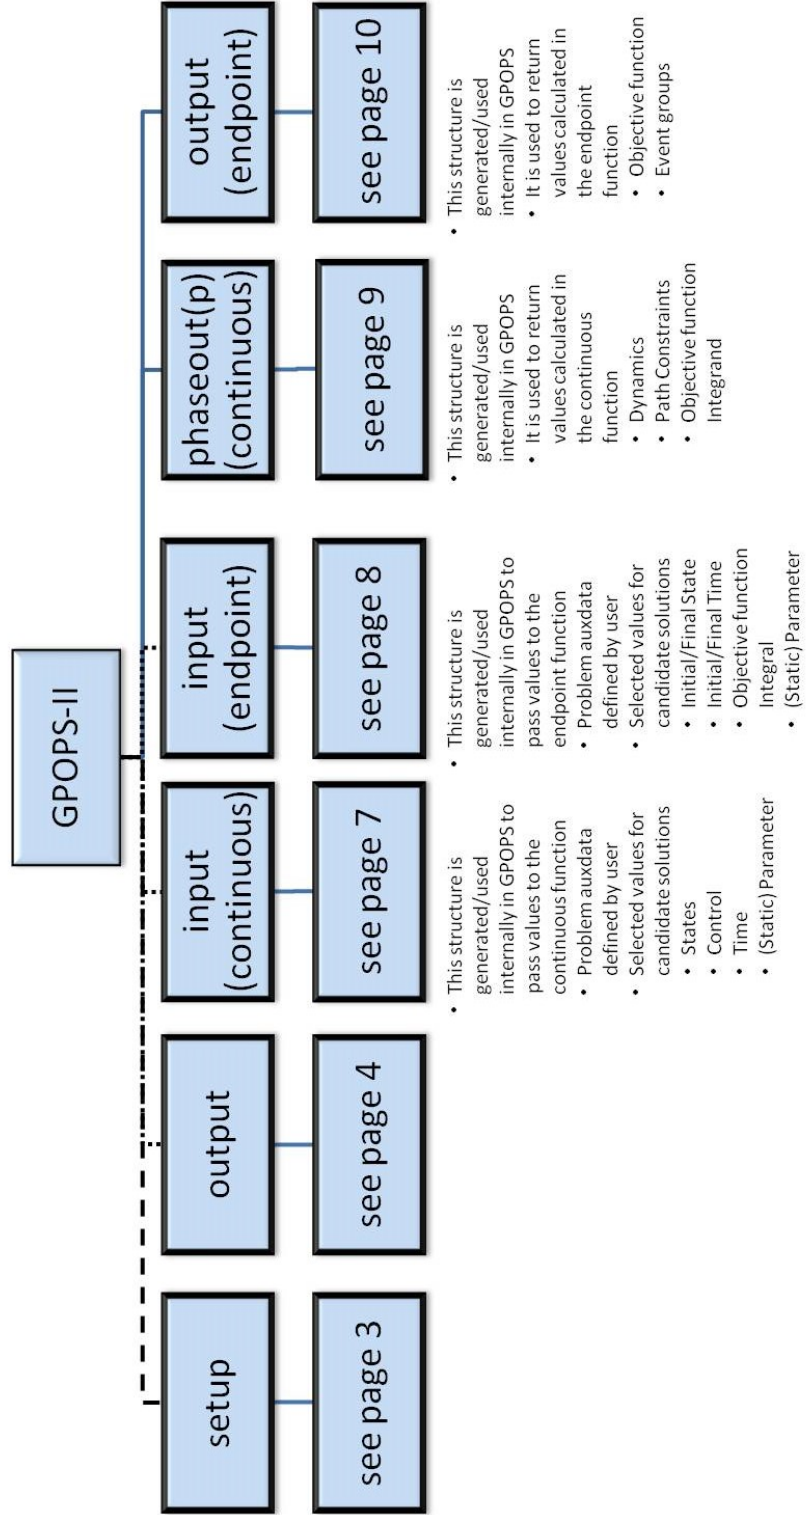 GPOPS-II
setup
see page 3
output
see page 4
input
(continuous)
see page 7
• This structure is
generated/used
internally in GPOPS to
pass values to the
continuous function
• Problem auxdata
defined by user
• Selected values for
candidate solutions
• States
• Control
• Time
• (Static) Parameter
input
(endpoint)
see page 8
• This structure is
generated/used
internally in GPOPS to
pass values to the
endpoint function
• Problem auxdata
defined by user
• Selected values for
candidate solutions
• Initial/Final State
• Initial/Final Time
• Objective function
Integral
• (Static) Parameter
phaseout(p)
(continuous)
see page 9
• This structure is
generated/used
internally in GPOPS
• It is used to return
values calculated in
the continuous
function
• Dynamics
• Path Constraints
• Objective function
Integrand
output
(endpoint)
see page 10
• This structure is
generated/used
internally in GPOPS
• It is used to return
values calculated in
the endpoint
function
• Objective function
• Event groups